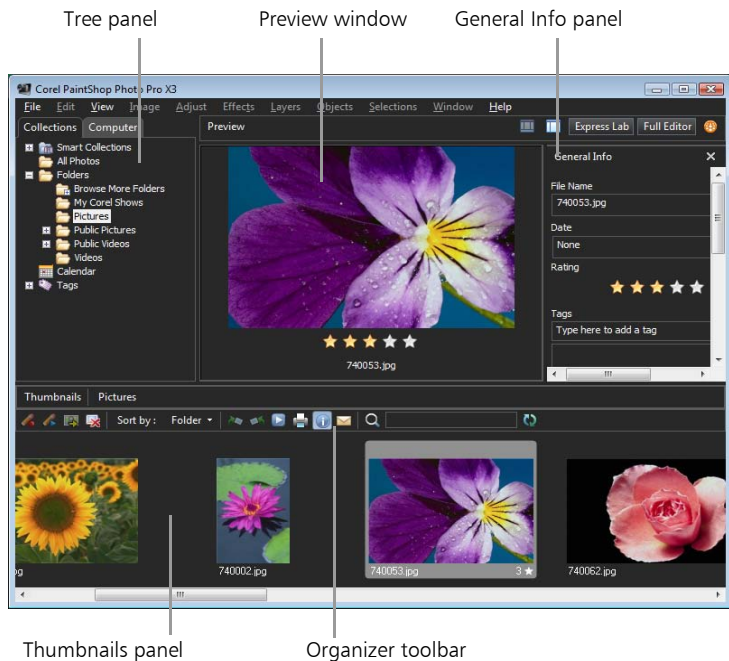 Tree panel
Preview window
General Info panel
Corel PaintShop Photo Pro X3
File Edit View Image Adjust Effects Layers Objects Selections Window Help
Collections Computer
Preview
Express Lab Full Editor
Smart Collections
All Photos
Folders
Browse More Folders
My Corel Shows
Pictures
Public Pictures
Public Videos
Videos
Calendar
Tags
740053.jpg
General Info
File Name
740053.jpg
Date
None
Rating
Tags
Type here to add a tag
Thumbnails Pictures
Sort by: Folder
740002.jpg
740053.jpg 3
740062.jpg
Thumbnails panel
Organizer toolbar